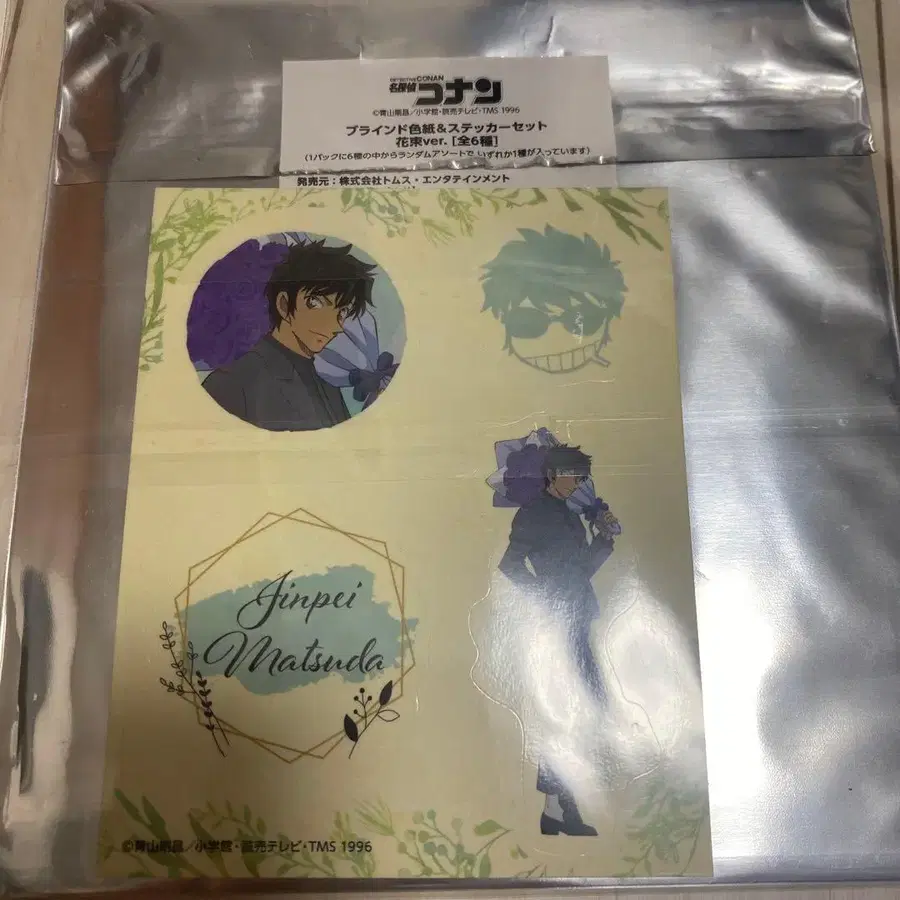 DETECTIVE CONAN
名探偵コナン
©青山剛昌/小学館・読売テレビ・TMS 1996
ブラインド色紙&ステッカーセット
花束ver. [全6種]
(1パックに6種の中からランダムアソートで いずれか1種が入っています)
発売元:株式会社トムス・エンタテインメント
Jinpei
Matsuda
©青山剛昌/小学館・読売テレビ・TMS 1996